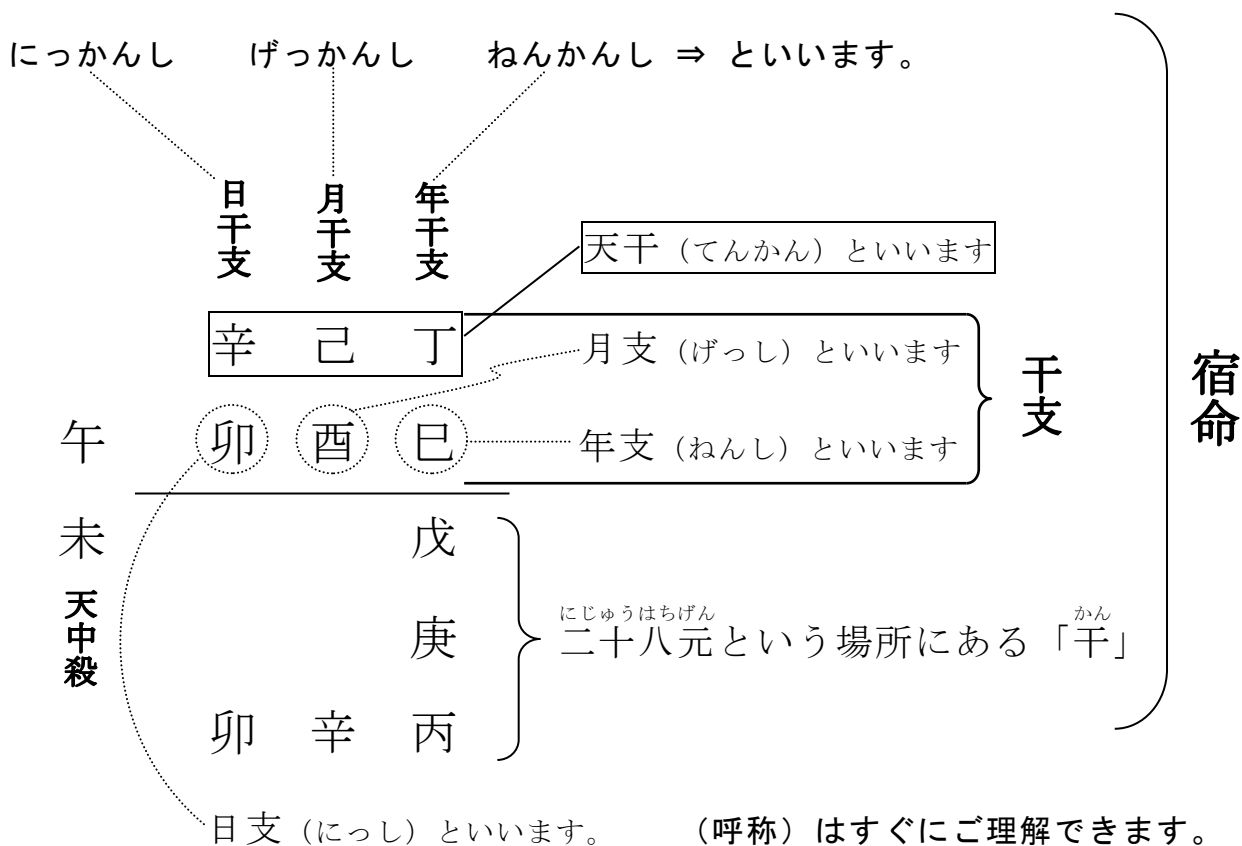 にっかんし げっかんし ねんかんし ⇒ といいます。
日干支 月干支 年干支
天干（てんかん）といいます
辛 己 丁
月支（げっし）といいます
干支
宿命
午 卯 酉 巳
年支（ねんし）といいます
未 戊
天中殺
庚
にじゅうはちげん かん
二十八元という場所にある「干」
卯 辛 丙
日支（にっし）といいます。 （呼称）はすぐにご理解できます。